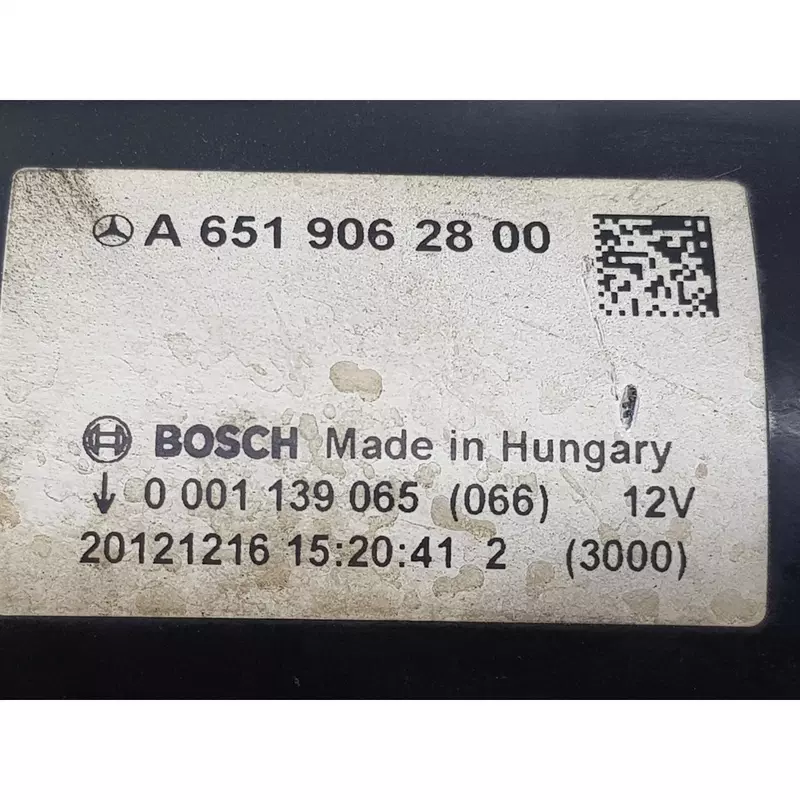 A 651 906 28 00
BOSCH Made in Hungary
↓ 0 001 139 065 (066) 12V
20121216 15:20:41 2 (3000)